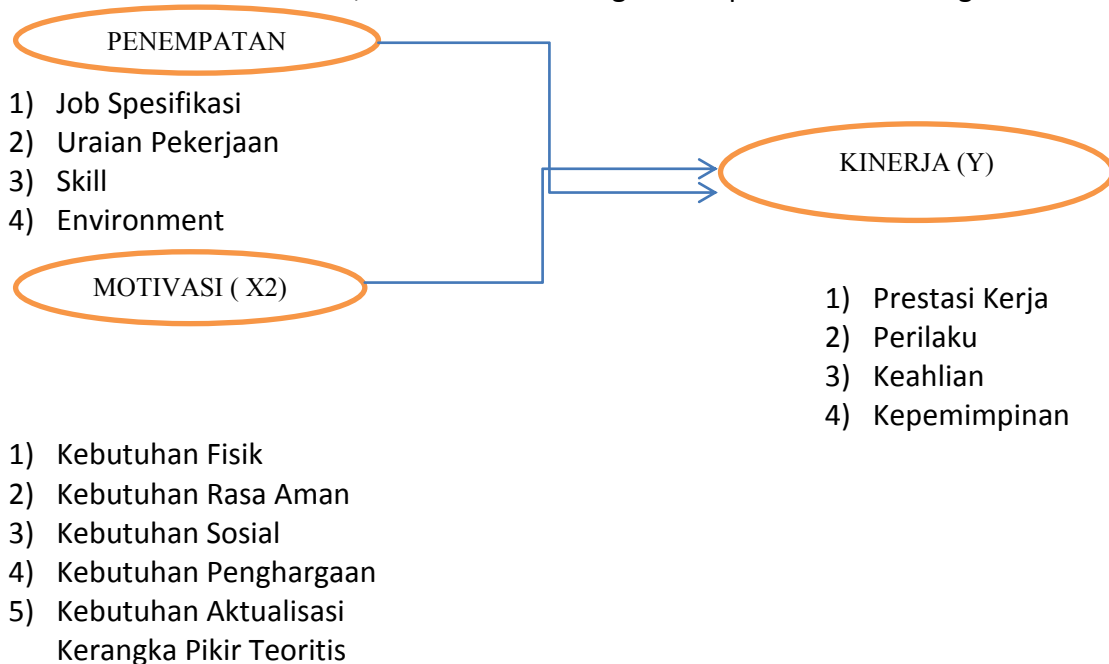 PENEMPATAN
1) Job Spesifikasi
2) Uraian Pekerjaan
3) Skill
4) Environment
MOTIVASI ( X2)
KINERJA (Y)
1) Prestasi Kerja
2) Perilaku
3) Keahlian
4) Kepemimpinan
1) Kebutuhan Fisik
2) Kebutuhan Rasa Aman
3) Kebutuhan Sosial
4) Kebutuhan Penghargaan
5) Kebutuhan Aktualisasi
Kerangka Pikir Teoritis